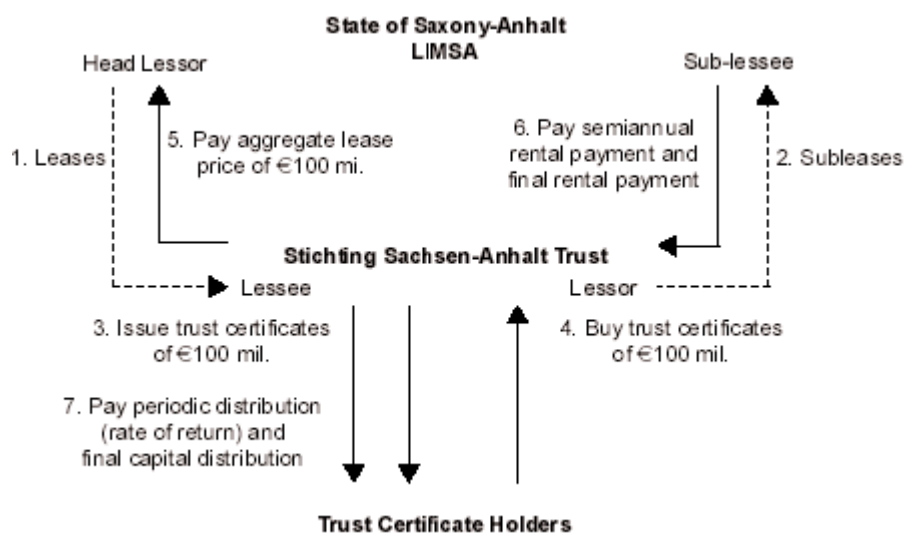 State of Saxony-Anhalt
LIMSA
Head Lessor
Sub-lessee
1. Leases
5. Pay aggregate lease
price of €100 mi.
6. Pay semiannual
rental payment and
final rental payment
2. Subleases
Stichting Sachsen-Anhalt Trust
Lessee
Lessor
3. Issue trust certificates
of €100 mil.
4. Buy trust certificates
of €100 mil.
7. Pay periodic distribution
(rate of return) and
final capital distribution
Trust Certificate Holders